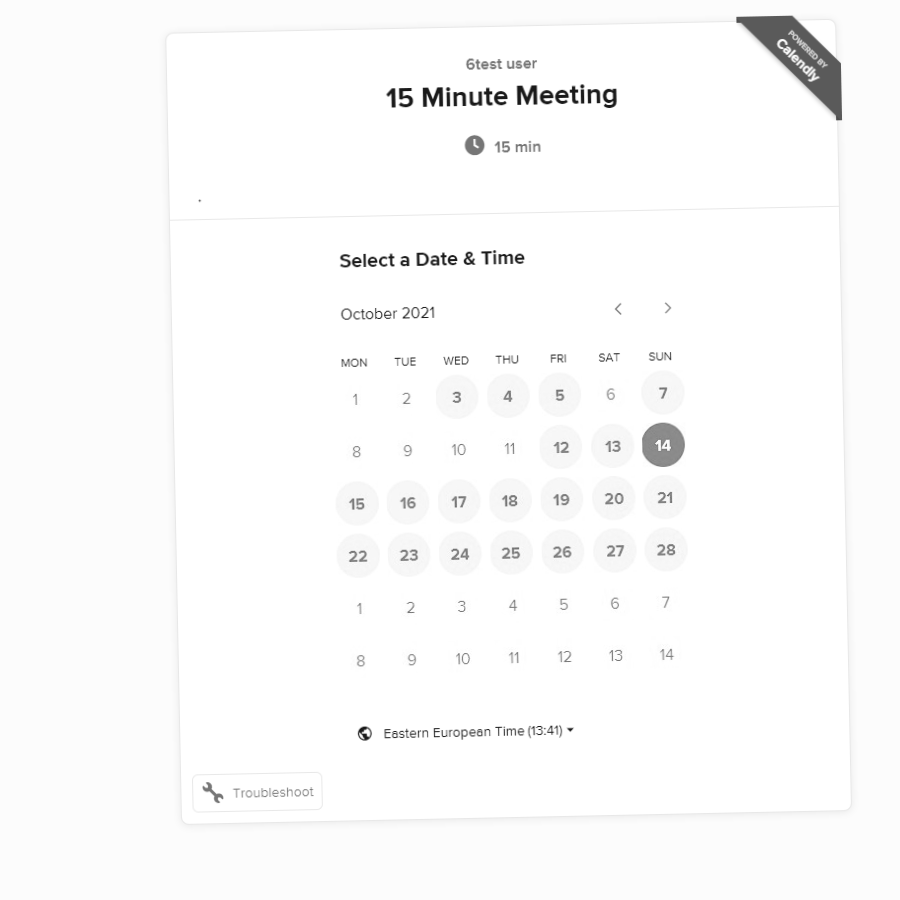 POWERED BY
Calendly
6test user
15 Minute Meeting
15 min
Select a Date & Time
October 2021
MON TUE WED THU FRI SAT SUN
1 2 3 4 5 6 7
8 9 10 11 12 13 14
15 16 17 18 19 20 21
22 23 24 25 26 27 28
1 2 3 4 5 6 7
8 9 10 11 12 13 14
Eastern European Time (13:41)
Troubleshoot